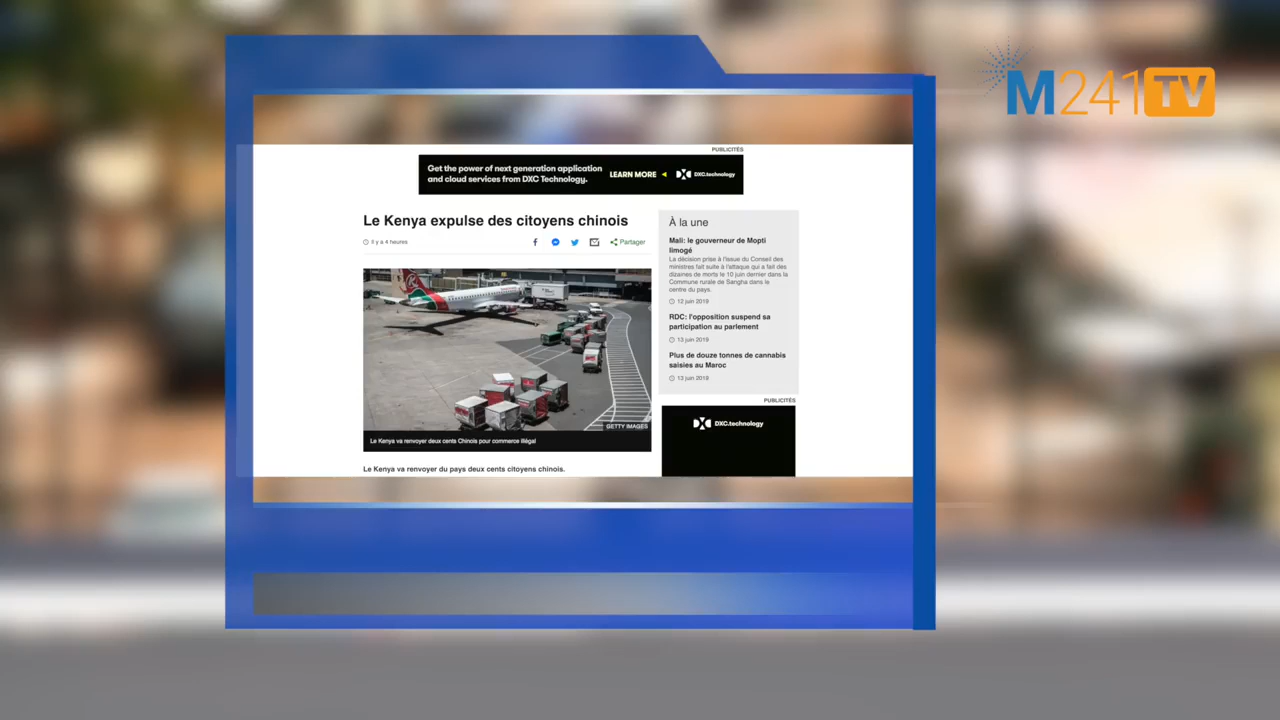 M241TV
PUBLICITÉS
Get the power of next generation application
and cloud services from DXC Technology.
LEARN MORE
DXC.technology
Le Kenya expulse des citoyens chinois
il y a 4 heures
Partager
GETTY IMAGES
Le Kenya va renvoyer deux cents Chinois pour commerce illégal
Le Kenya va renvoyer du pays deux cents citoyens chinois.
À la une
Mali: le gouverneur de Mopti
limogé
La décision prise à l'issue du Conseil des
ministres fait suite à l'attaque qui a fait des
dizaines de morts le 10 juin dernier dans la
Commune rurale de Sangha dans le
centre du pays.
12 juin 2019
RDC: l'opposition suspend sa
participation au parlement
13 juin 2019
Plus de douze tonnes de cannabis
saisies au Maroc
13 juin 2019
PUBLICITÉS
DXC.technology